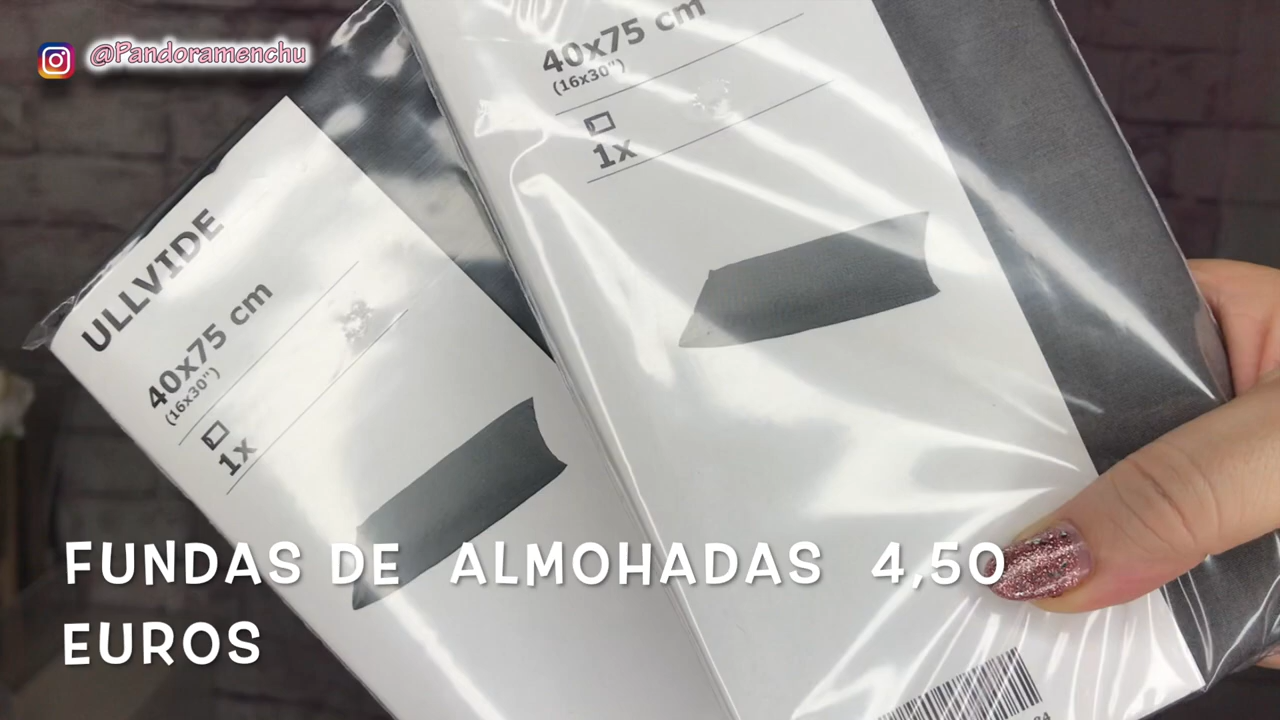 @Pandoramenchu
ULLVIDE
40x75 cm
(16x30")
1x
40x75 cm
(16x30")
1x
FUNDAS DE ALMOHADAS 4,50
EUROS